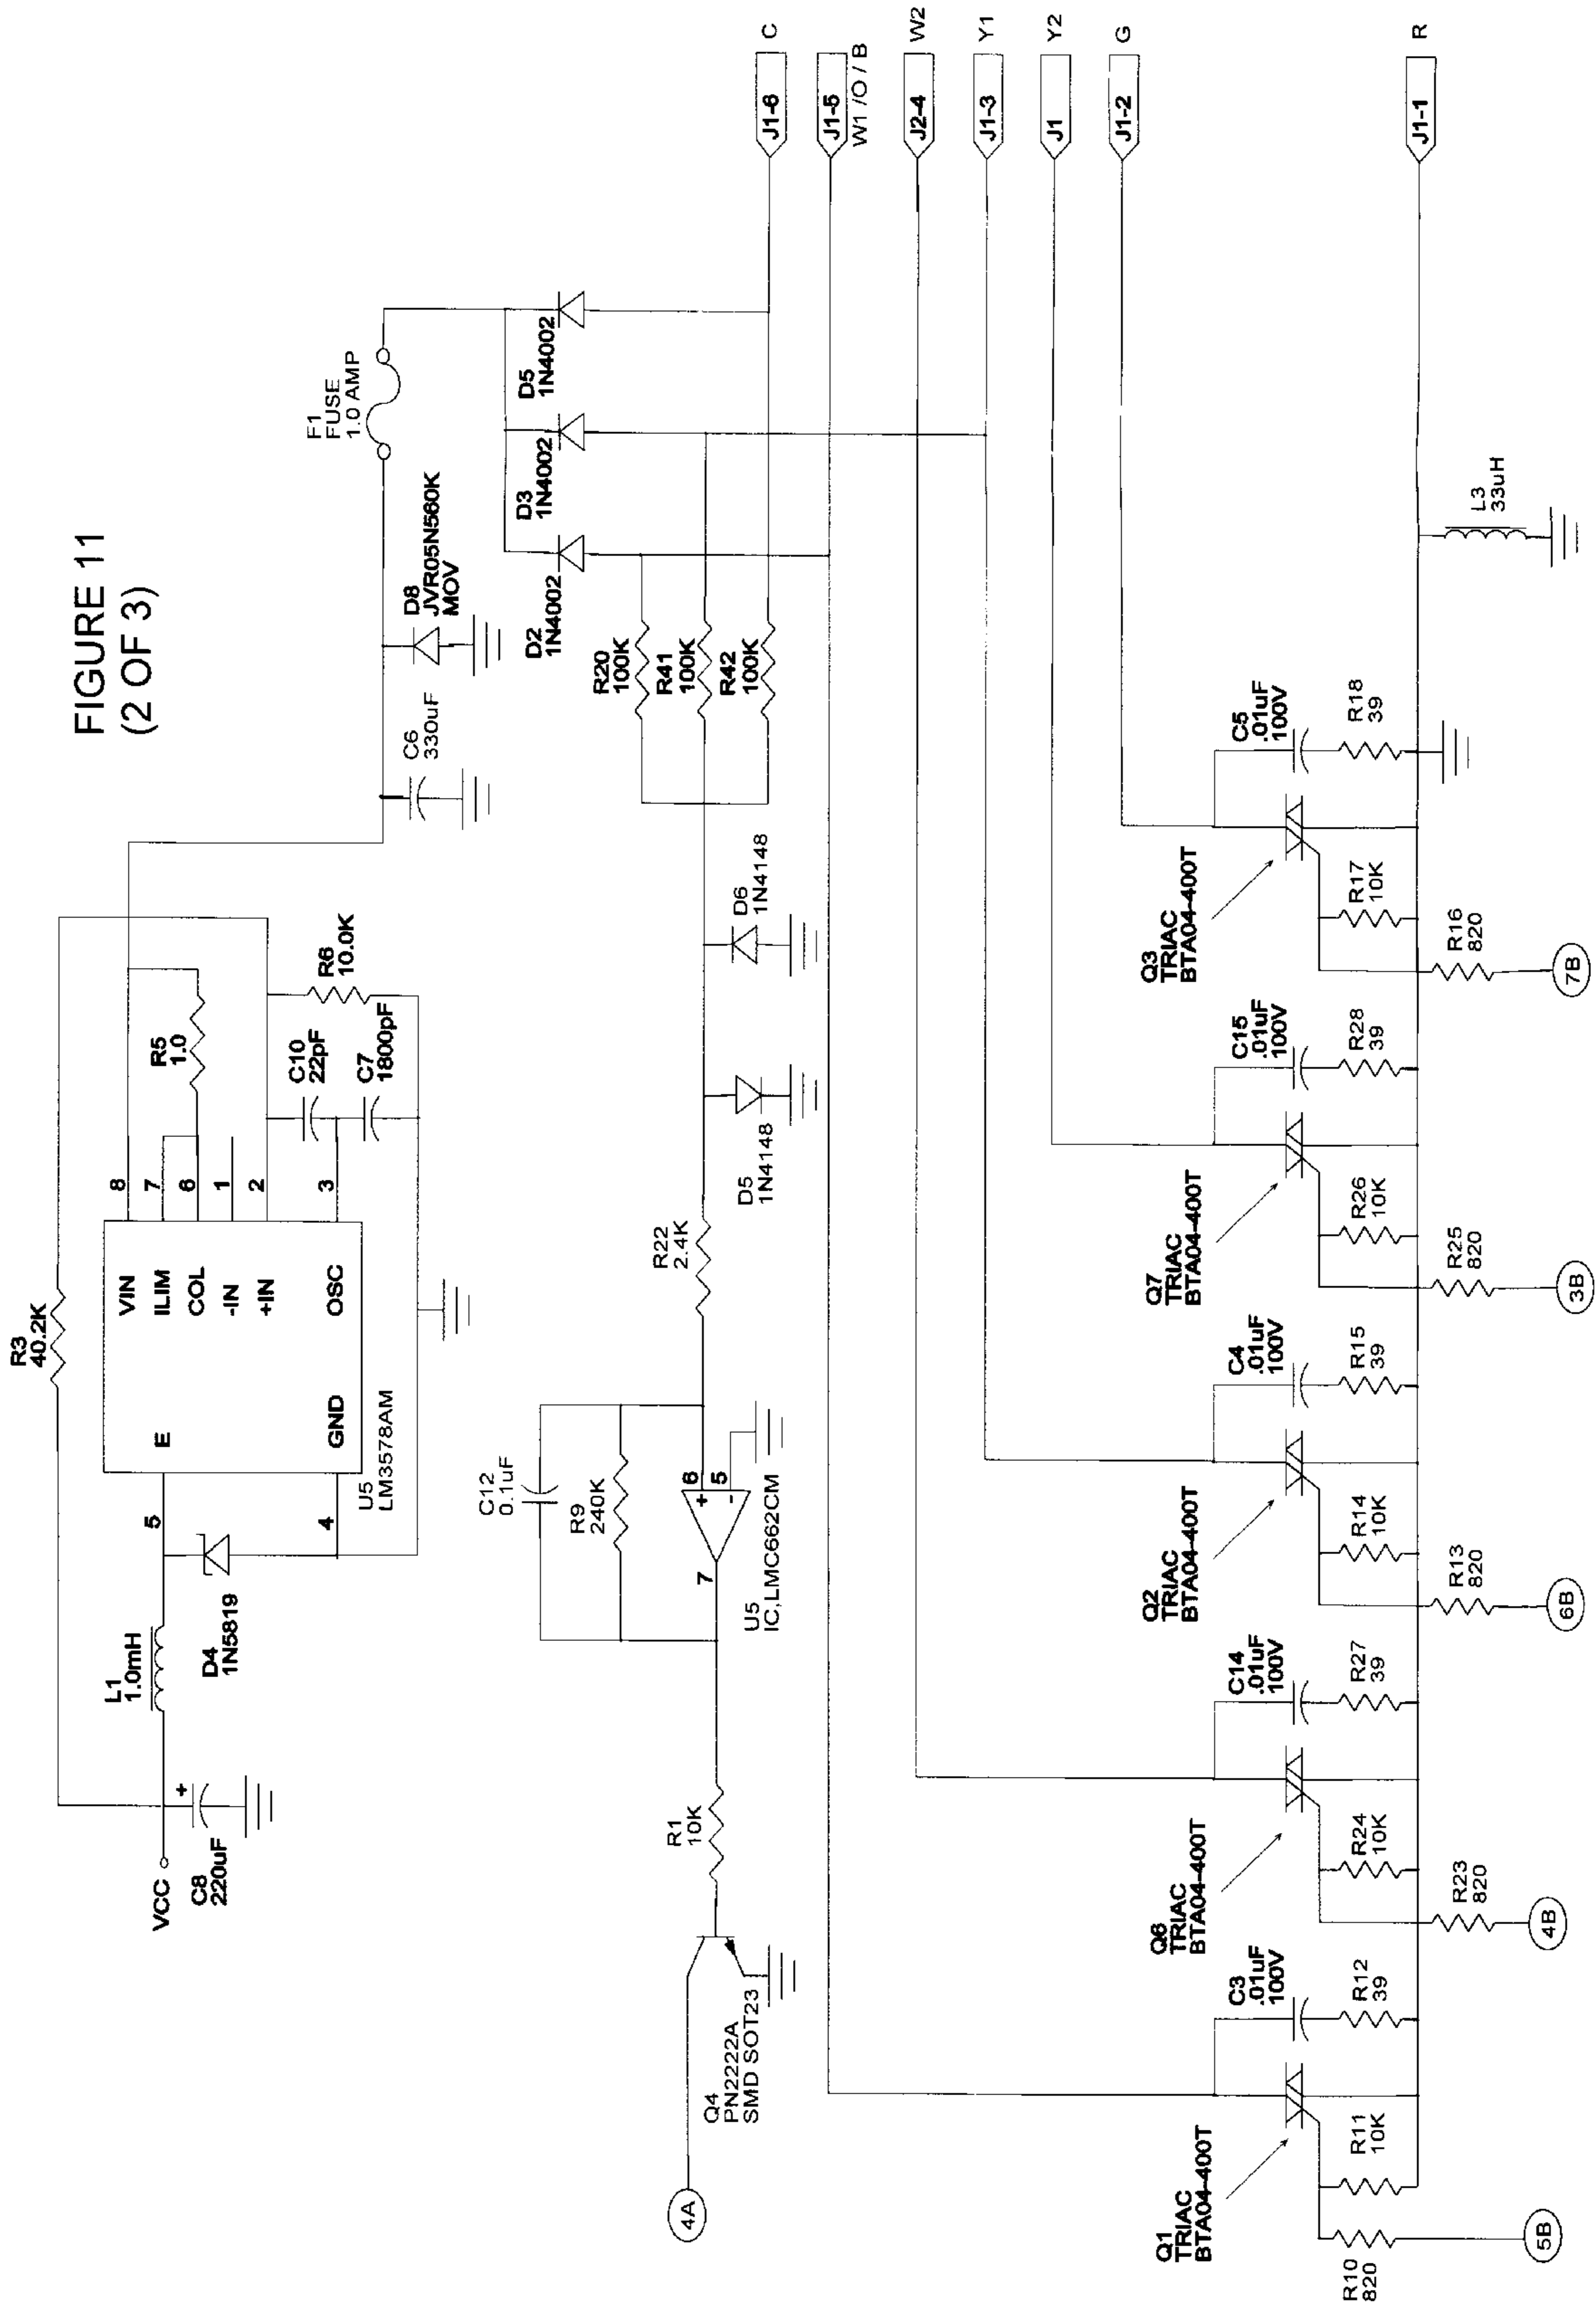 FIGURE 11
(2 OF 3)
R3
40.2K
VIN
ILIM
COL
-IN
+IN
OSC
E
GND
8
7
6
1
2
3
5
4
U5
LM3578AM
R5
1.0
C10
22pF
C7
1800pF
R6
10.0K
L1
1.0mH
D4
1N5819
VCC
+
C8
220uF
C6
330uF
D8
JVR05N560K
MOV
F1
FUSE
1.0 AMP
D2
1N4002
D3
1N4002
D5
1N4002
R20
100K
R41
100K
R42
100K
D6
1N4148
D5
1N4148
R22
2.4K
C12
0.1uF
R9
240K
6
5
+
-
7
U5
IC,LMC662CM
R1
10K
Q4
PN2222A
SMD SOT23
4A
J1-6
C
J1-5
W1 /O / B
J2-4
W2
J1-3
Y1
J1
Y2
J1-2
G
J1-1
R
Q1
TRIAC
BTA04-400T
C3
.01uF
100V
R12
39
R11
10K
R10
820
5B
Q6
TRIAC
BTA04-400T
C14
.01uF
100V
R27
39
R24
10K
R23
820
4B
Q2
TRIAC
BTA04-400T
C4
.01uF
100V
R15
39
R14
10K
R13
820
6B
Q7
TRIAC
BTA04-400T
C15
.01uF
100V
R28
39
R26
10K
R25
820
3B
Q3
TRIAC
BTA04-400T
C5
.01uF
100V
R18
39
R17
10K
R16
820
7B
L3
33uH